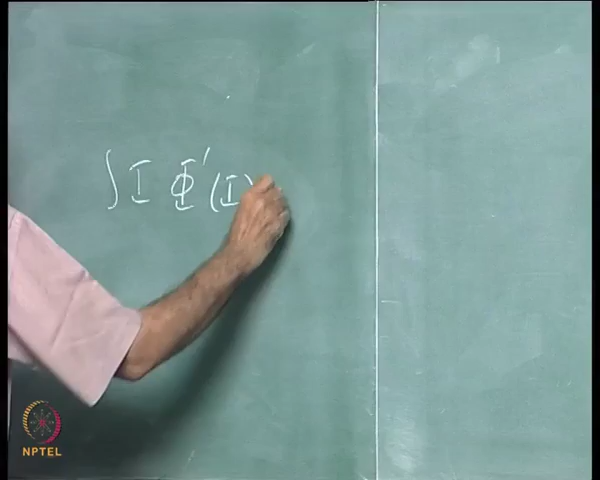 ∫ I Φ′(I)
NPTEL